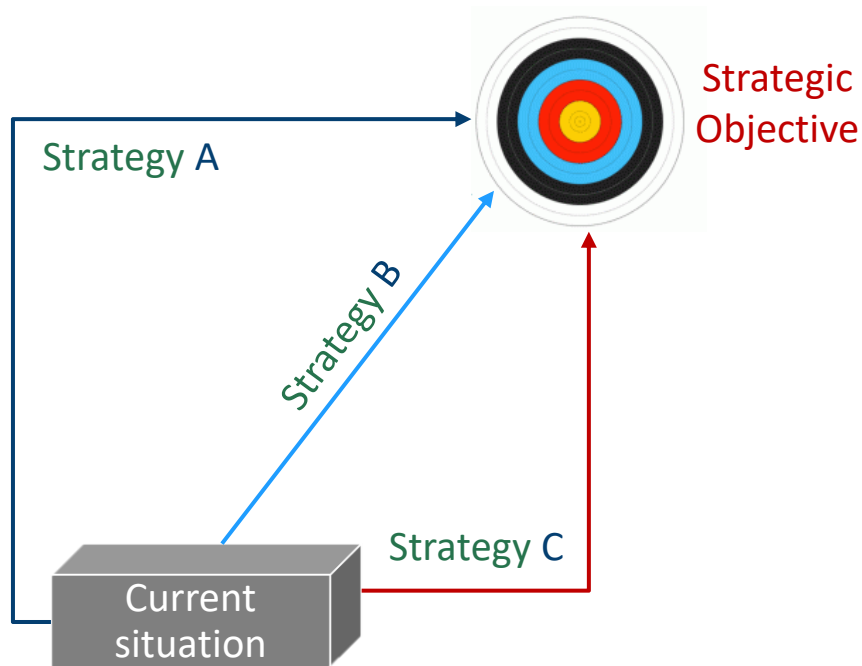 Strategic
Objective
Strategy A
Strategy B
Strategy C
Current
situation